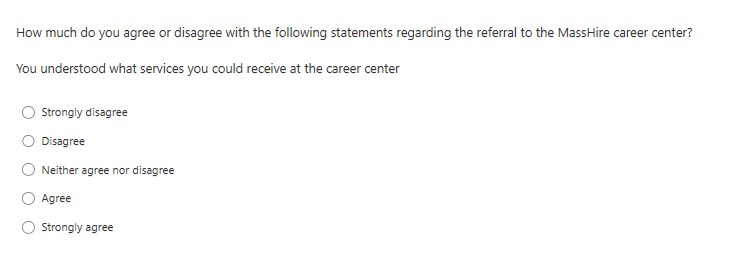 How much do you agree or disagree with the following statements regarding the referral to the MassHire career center?
You understood what services you could receive at the career center
Strongly disagree
Disagree
Neither agree nor disagree
Agree
Strongly agree